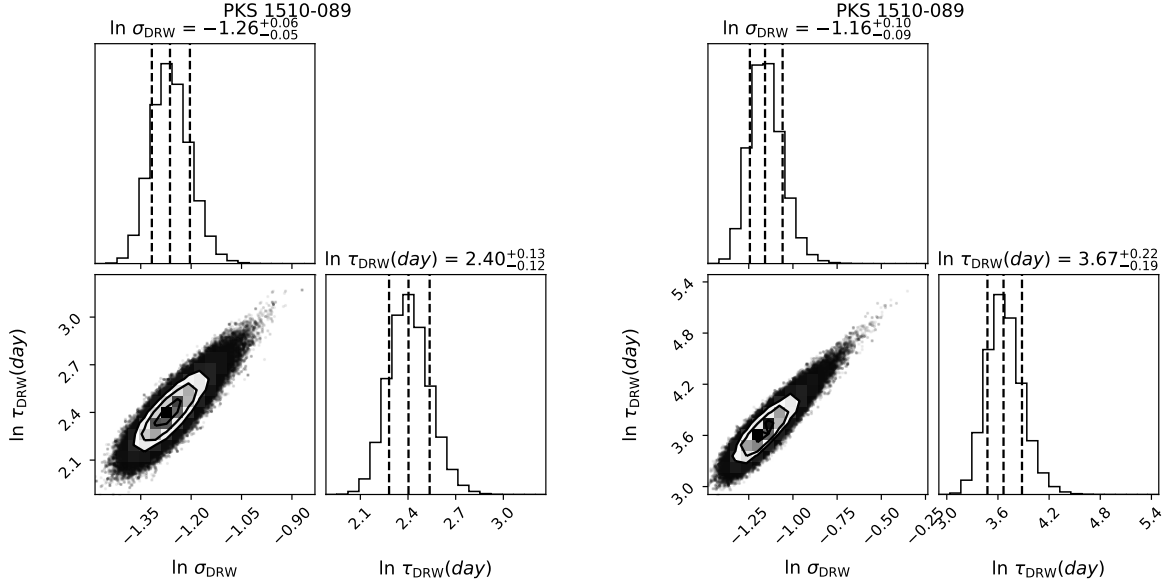 PKS 1510-089
ln σ_DRW = −1.26^{+0.06}_{−0.05}
ln τ_DRW(day) = 2.40^{+0.13}_{−0.12}
ln τ_DRW(day)
3.0
2.7
2.4
2.1
−1.35 −1.20 −1.05 −0.90
ln σ_DRW
2.1 2.4 2.7 3.0
ln τ_DRW(day)
PKS 1510-089
ln σ_DRW = −1.16^{+0.10}_{−0.09}
ln τ_DRW(day) = 3.67^{+0.22}_{−0.19}
ln τ_DRW(day)
5.4
4.8
4.2
3.6
3.0
−1.25 −1.00 −0.75 −0.50 −0.25
ln σ_DRW
3.0 3.6 4.2 4.8 5.4
ln τ_DRW(day)